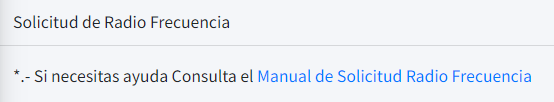 Solicitud de Radio Frecuencia
*.- Si necesitas ayuda Consulta el Manual de Solicitud Radio Frecuencia